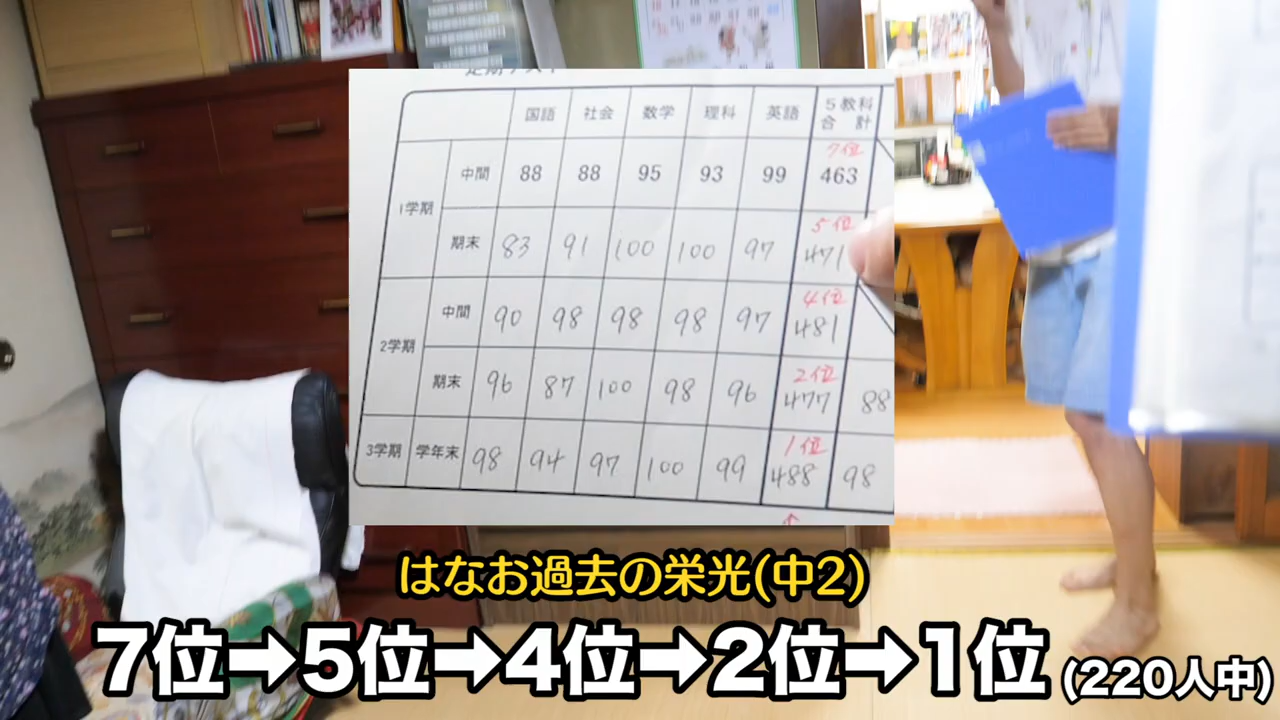 定期テスト
国語 社会 数学 理科 英語 5教科合計
7位
1学期 中間 88 88 95 93 99 463
5位
期末 83 91 100 100 97 471
4位
2学期 中間 90 98 98 98 97 481
2位
期末 96 87 100 98 96 477 88
1位
3学期 学年末 98 94 97 100 99 488 98
はなお過去の栄光(中2)
7位→5位→4位→2位→1位(220人中)